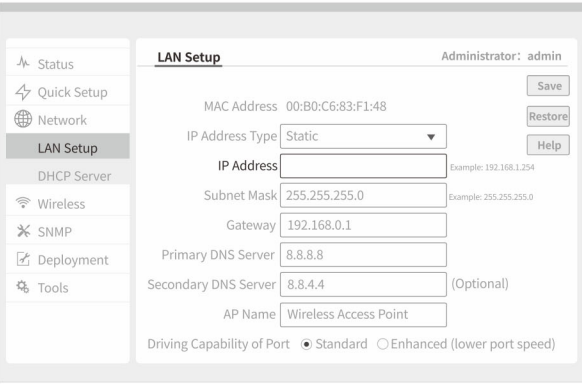 LAN Setup
Administrator: admin
Status
Quick Setup
Network
LAN Setup
DHCP Server
Wireless
SNMP
Deployment
Tools
Save
Restore
Help
MAC Address 00:B0:C6:83:F1:48
IP Address Type Static
IP Address Example: 192.168.1.254
Subnet Mask 255.255.255.0 Example: 255.255.255.0
Gateway 192.168.0.1
Primary DNS Server 8.8.8.8
Secondary DNS Server 8.8.4.4 (Optional)
AP Name Wireless Access Point
Driving Capability of Port Standard Enhanced (lower port speed)